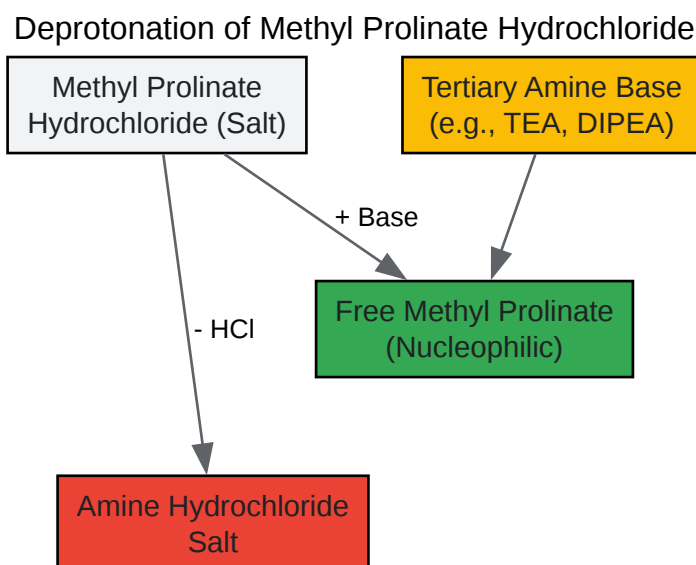 Deprotonation of Methyl Prolinate Hydrochloride
Methyl Prolinate
Hydrochloride (Salt)
Tertiary Amine Base
(e.g., TEA, DIPEA)
+ Base
Free Methyl Prolinate
(Nucleophilic)
- HCl
Amine Hydrochloride
Salt